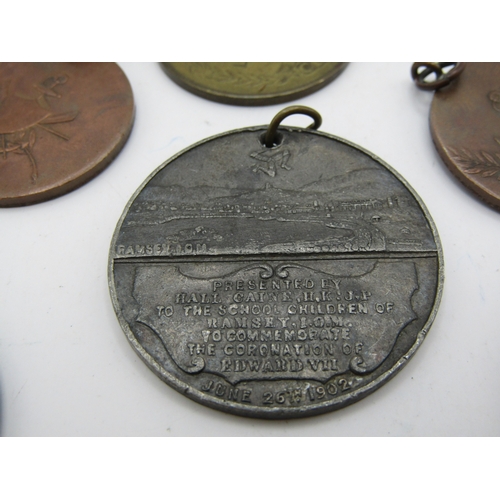 RAMSEY. I.O.M.
PRESENTED BY
HALL CAINE. H.K. J.P
TO THE SCHOOL CHILDREN OF
RAMSEY. I.O.M.
TO COMMEMORATE
THE CORONATION OF
EDWARD VII
JUNE 26TH 1902